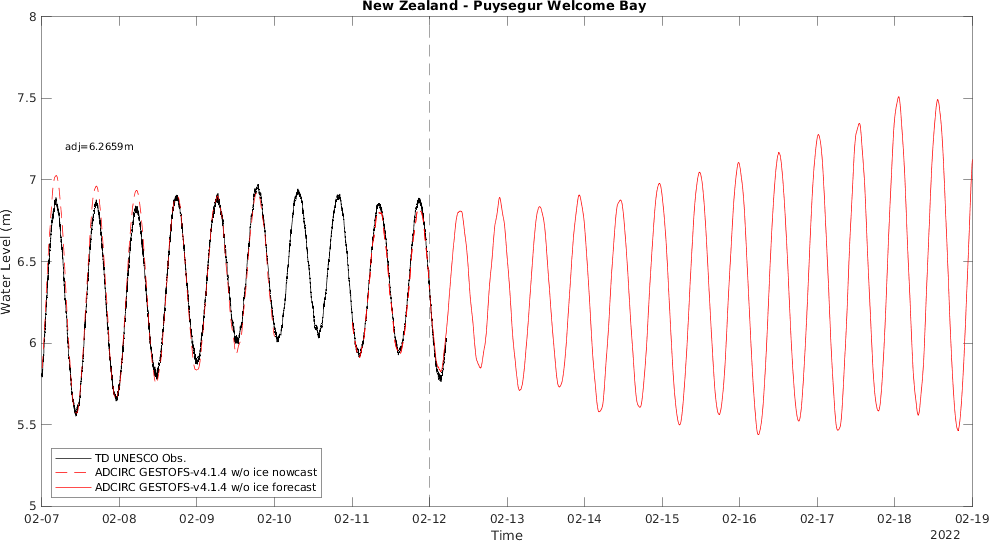 New Zealand - Puysegur Welcome Bay
8
7.5
7
6.5
6
5.5
5
Water Level (m)
adj=6.2659m
TD UNESCO Obs.
ADCIRC GESTOFS-v4.1.4 w/o ice nowcast
ADCIRC GESTOFS-v4.1.4 w/o ice forecast
02-07 02-08 02-09 02-10 02-11 02-12 02-13 02-14 02-15 02-16 02-17 02-18 02-19
Time
2022